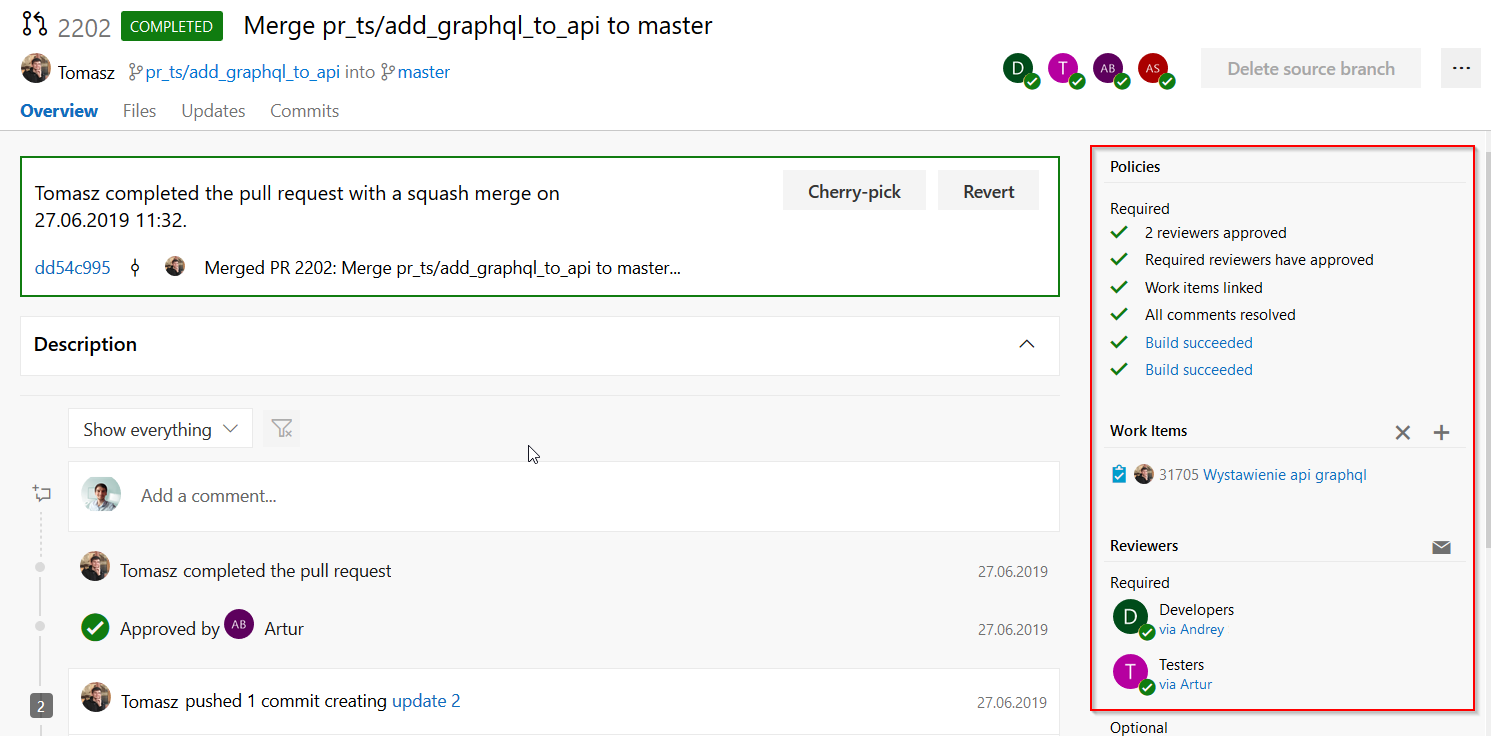 2202 COMPLETED Merge pr_ts/add_graphql_to_api to master
Tomasz pr_ts/add_graphql_to_api into master
D T AB AS
Delete source branch
Overview Files Updates Commits
Tomasz completed the pull request with a squash merge on
27.06.2019 11:32.
Cherry-pick Revert
dd54c995 Merged PR 2202: Merge pr_ts/add_graphql_to_api to master...
Description
Show everything
Add a comment...
Tomasz completed the pull request 27.06.2019
Approved by AB Artur 27.06.2019
2 Tomasz pushed 1 commit creating update 2 27.06.2019
Policies
Required
2 reviewers approved
Required reviewers have approved
Work items linked
All comments resolved
Build succeeded
Build succeeded
Work Items
31705 Wystawienie api graphql
Reviewers
Required
D Developers
via Andrey
T Testers
via Artur
Optional